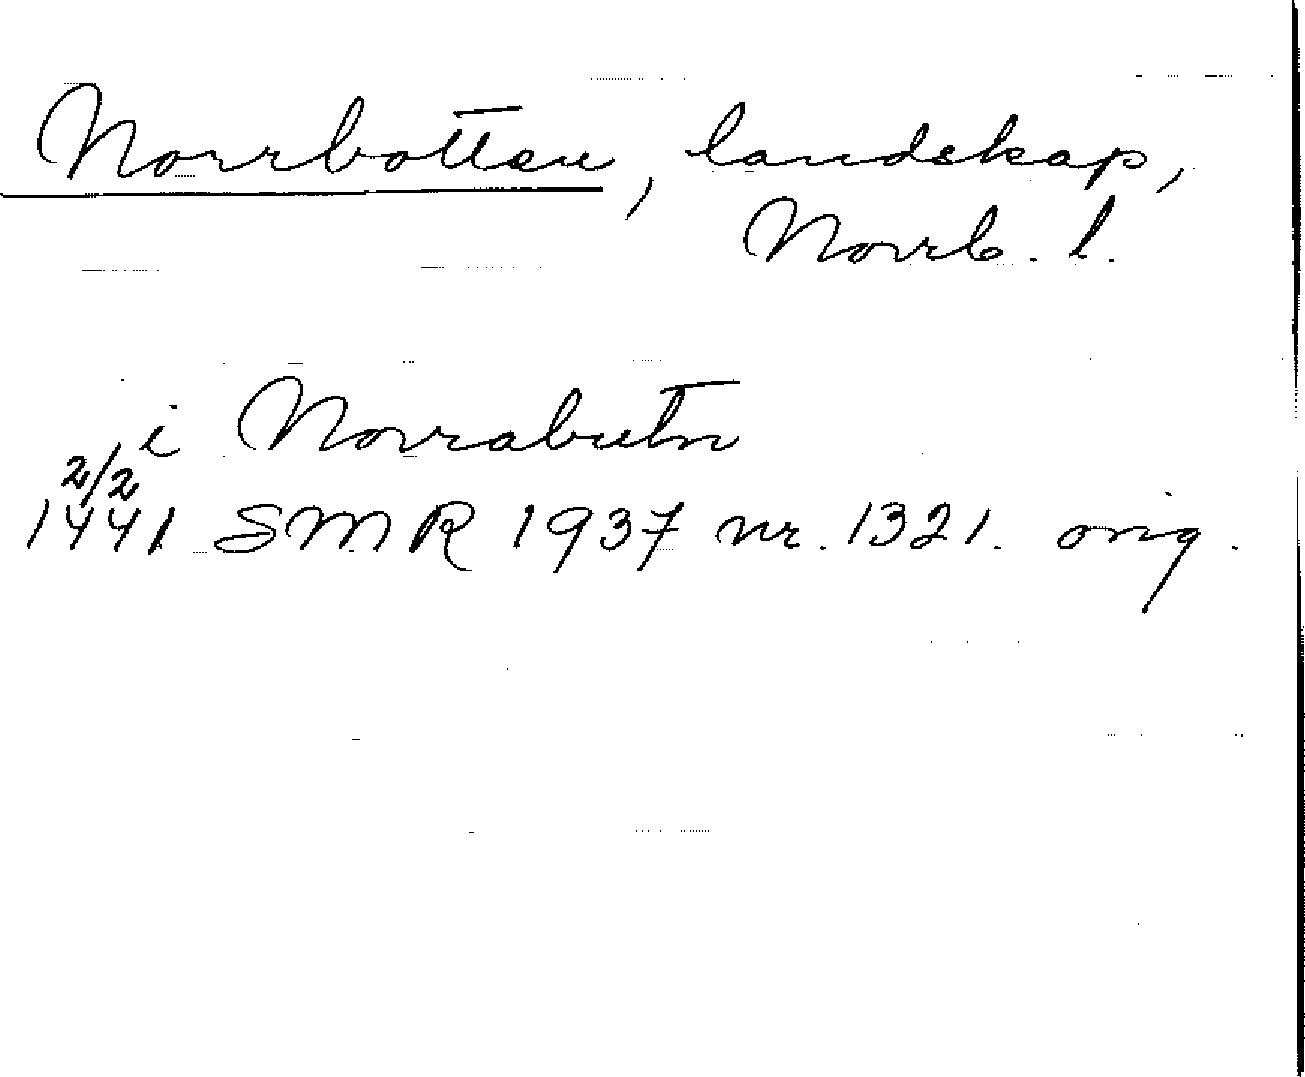 Norrbotten, landskap,
Norrb. l.
i Norrabutn
2/2
1441 SMR 1937 nr. 1321. orig.